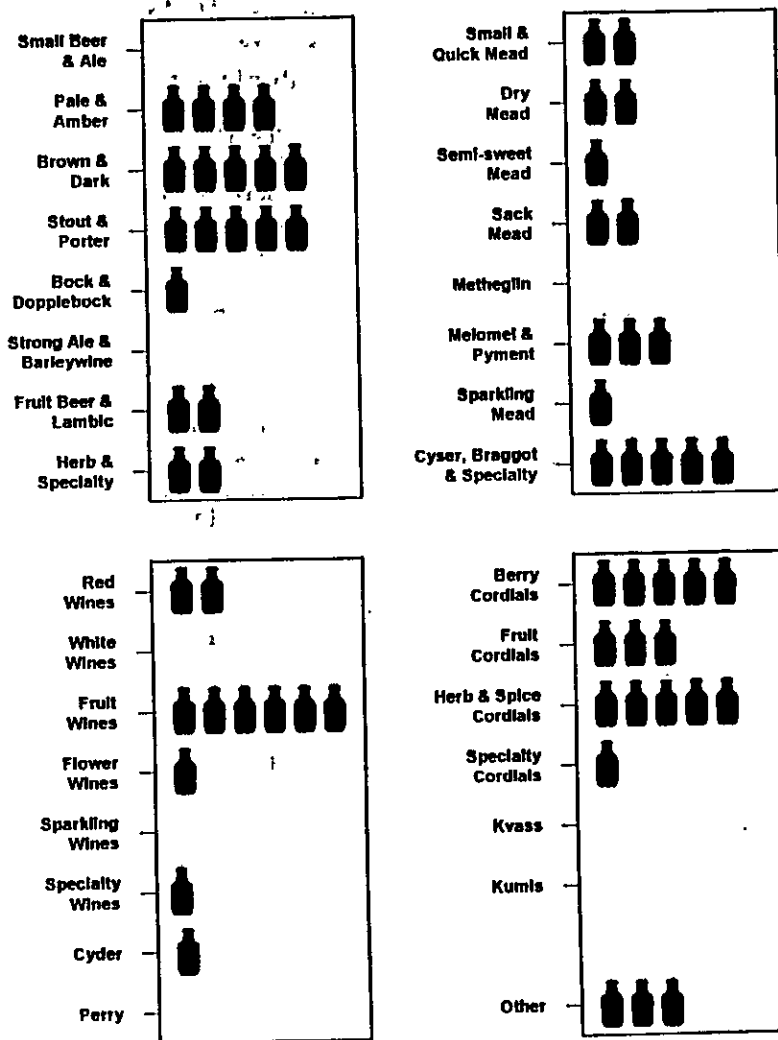 Small Beer
& Ale
Pale &
Amber
Brown &
Dark
Stout &
Porter
Bock &
Dopplebock
Strong Ale &
Barleywine
Fruit Beer &
Lambic
Herb &
Specialty
Small &
Quick Mead
Dry
Mead
Semi-sweet
Mead
Sack
Mead
Metheglin
Melomel &
Pyment
Sparkling
Mead
Cyser, Braggot
& Specialty
Red
Wines
White
Wines
Fruit
Wines
Flower
Wines
Sparkling
Wines
Specialty
Wines
Cyder
Perry
Berry
Cordials
Fruit
Cordials
Herb & Spice
Cordials
Specialty
Cordials
Kvass
Kumis
Other